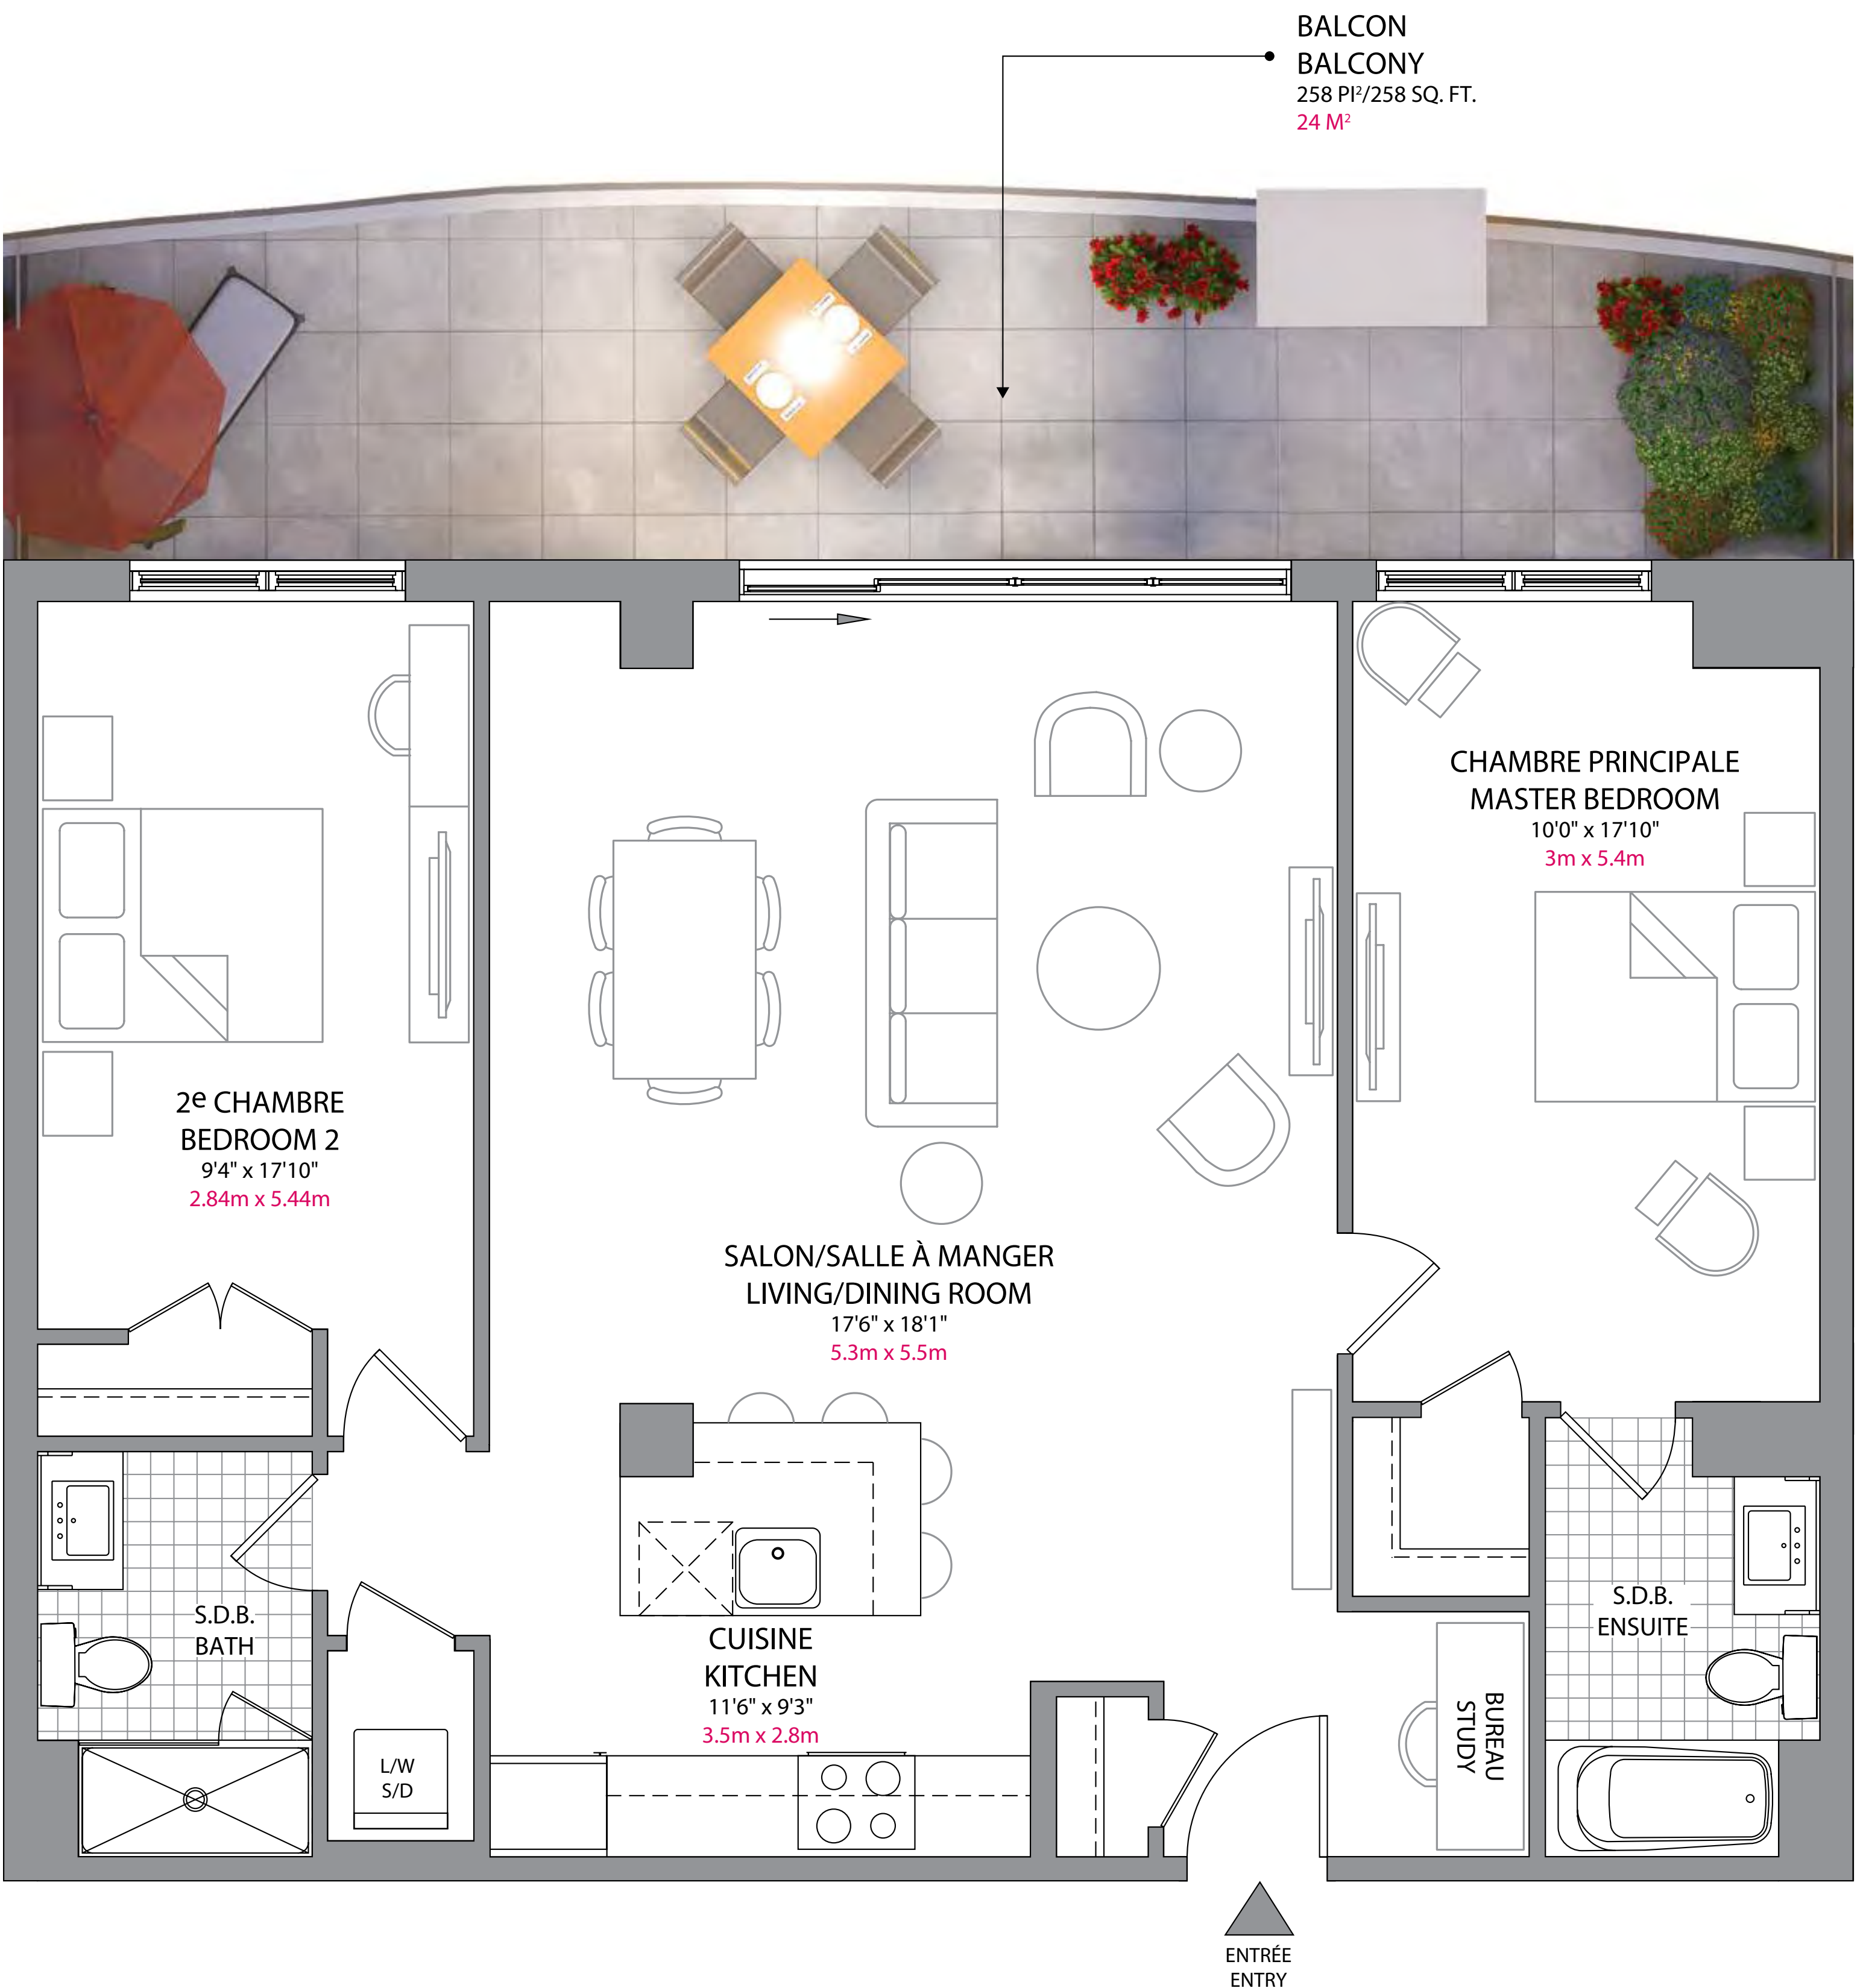 BALCON
BALCONY
258 PI²/258 SQ. FT.
24 M²
CHAMBRE PRINCIPALE
MASTER BEDROOM
10'0" x 17'10"
3m x 5.4m
2e CHAMBRE
BEDROOM 2
9'4" x 17'10"
2.84m x 5.44m
SALON/SALLE À MANGER
LIVING/DINING ROOM
17'6" x 18'1"
5.3m x 5.5m
S.D.B.
BATH
S.D.B.
ENSUITE
CUISINE
KITCHEN
11'6" x 9'3"
3.5m x 2.8m
L/W
S/D
BUREAU
STUDY
ENTRÉE
ENTRY